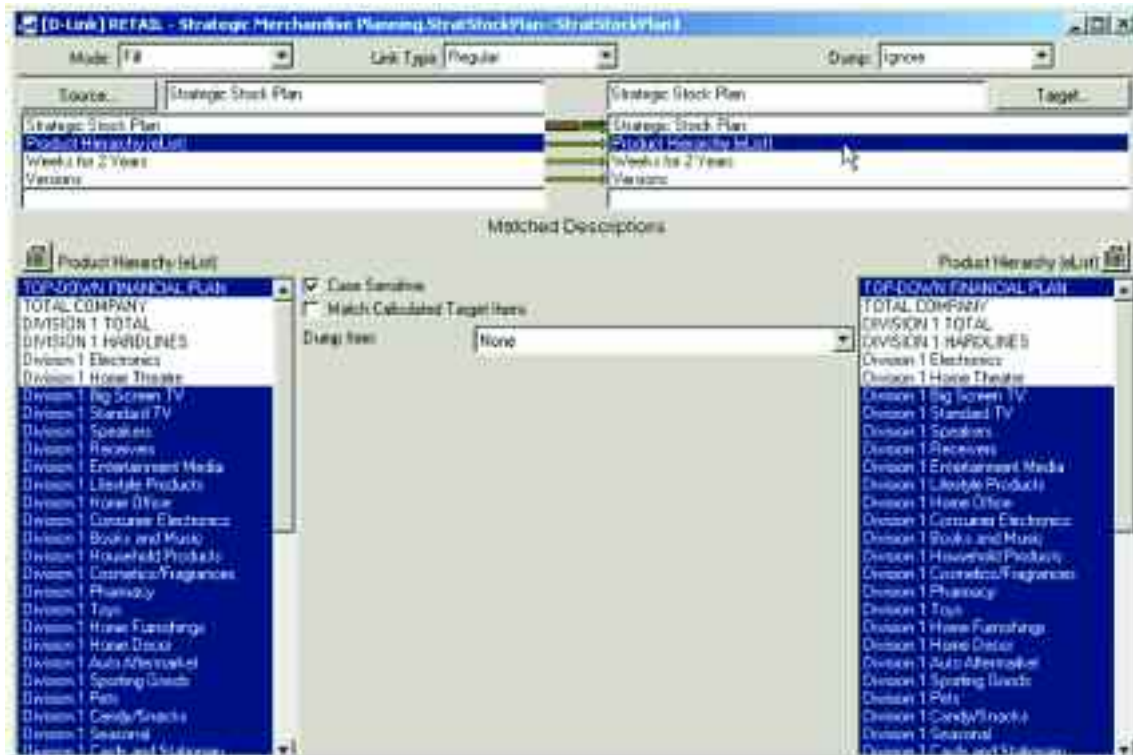 [D-Link] RETAIL - Strategic Merchandise Planning.StratStockPlan>StratStockPlan1
Mode: Fill Link Type Regular Dump: Ignore
Source... Strategic Stock Plan Strategic Stock Plan Target...
Strategic Stock Plan Strategic Stock Plan
Product Hierarchy (eList) Product Hierarchy (eList)
Weeks for 2 Years Weeks for 2 Years
Versions Versions
Matched Descriptions
Product Hierarchy (eList) Product Hierarchy (eList)
TOP-DOWN FINANCIAL PLAN Case Sensitive TOP-DOWN FINANCIAL PLAN
TOTAL COMPANY Match Calculated Target Items TOTAL COMPANY
DIVISION 1 TOTAL DIVISION 1 TOTAL
DIVISION 1 HARDLINES Dump Item None DIVISION 1 HARDLINES
Division 1 Electronics Division 1 Electronics
Division 1 Home Theatre Division 1 Home Theatre
Division 1 Big Screen TV Division 1 Big Screen TV
Division 1 Standard TV Division 1 Standard TV
Division 1 Speakers Division 1 Speakers
Division 1 Receivers Division 1 Receivers
Division 1 Entertainment Media Division 1 Entertainment Media
Division 1 Lifestyle Products Division 1 Lifestyle Products
Division 1 Home Office Division 1 Home Office
Division 1 Consumer Electronics Division 1 Consumer Electronics
Division 1 Books and Music Division 1 Books and Music
Division 1 Household Products Division 1 Household Products
Division 1 Cosmetics/Fragrances Division 1 Cosmetics/Fragrances
Division 1 Pharmacy Division 1 Pharmacy
Division 1 Toys Division 1 Toys
Division 1 Home Furnishings Division 1 Home Furnishings
Division 1 Home Decor Division 1 Home Decor
Division 1 Auto Aftermarket Division 1 Auto Aftermarket
Division 1 Sporting Goods Division 1 Sporting Goods
Division 1 Pets Division 1 Pets
Division 1 Candy/Snacks Division 1 Candy/Snacks
Division 1 Seasonal Division 1 Seasonal
Division 1 Cards and Stationery Division 1 Cards and Stationery